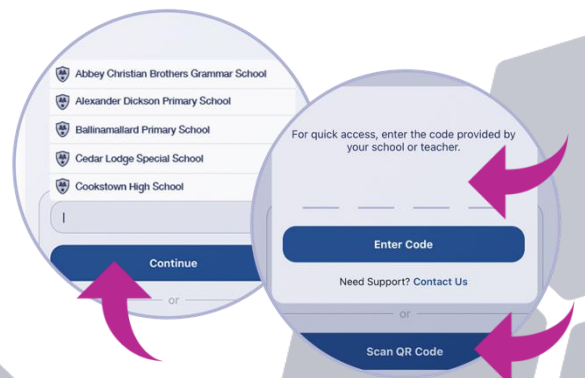 Abbey Christian Brothers Grammar School
Alexander Dickson Primary School
Ballinamallard Primary School
Cedar Lodge Special School
Cookstown High School
Continue
or
For quick access, enter the code provided by
your school or teacher.
Enter Code
Need Support? Contact Us
or
Scan QR Code